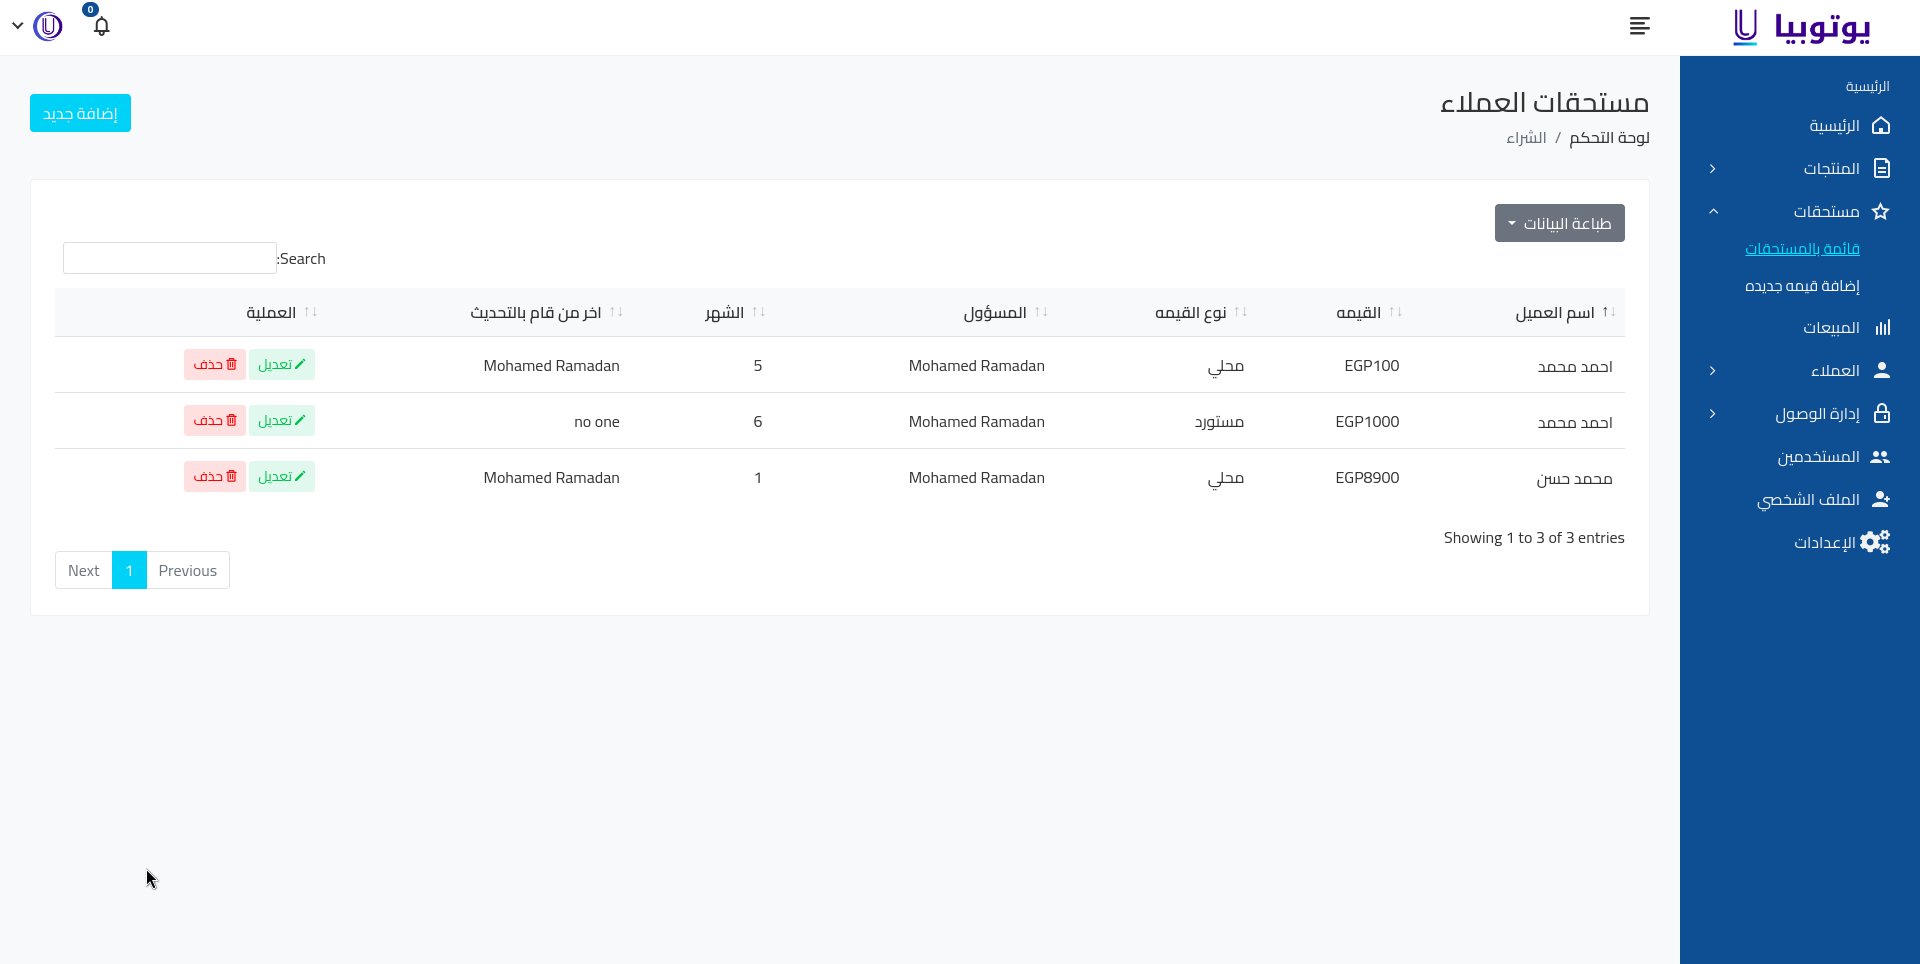 يوتوبيا
0
الرئيسية
الرئيسية
المنتجات
مستحقات
قائمة بالمستحقات
إضافة قيمه جديده
المبيعات
العملاء
إدارة الوصول
المستخدمين
الملف الشخصي
الإعدادات
مستحقات العملاء
لوحة التحكم / الشراء
إضافة جديد
طباعة البيانات
Search:
اسم العميل القيمه نوع القيمه المسؤول الشهر اخر من قام بالتحديث العملية
احمد محمد EGP100 محلي Mohamed Ramadan 5 Mohamed Ramadan تعديل حذف
احمد محمد EGP1000 مستورد Mohamed Ramadan 6 no one تعديل حذف
محمد حسن EGP8900 محلي Mohamed Ramadan 1 Mohamed Ramadan تعديل حذف
Showing 1 to 3 of 3 entries
Previous 1 Next